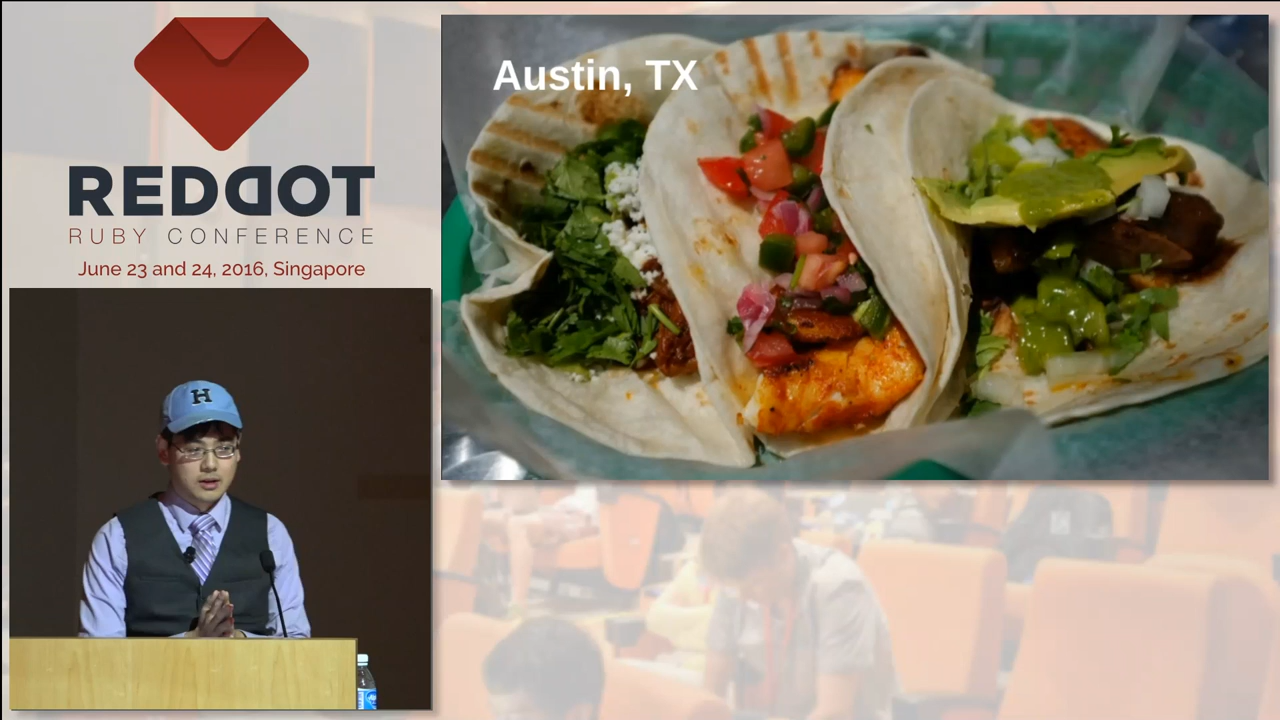 REDDOT
RUBY CONFERENCE
June 23 and 24, 2016, Singapore
Austin, TX
H